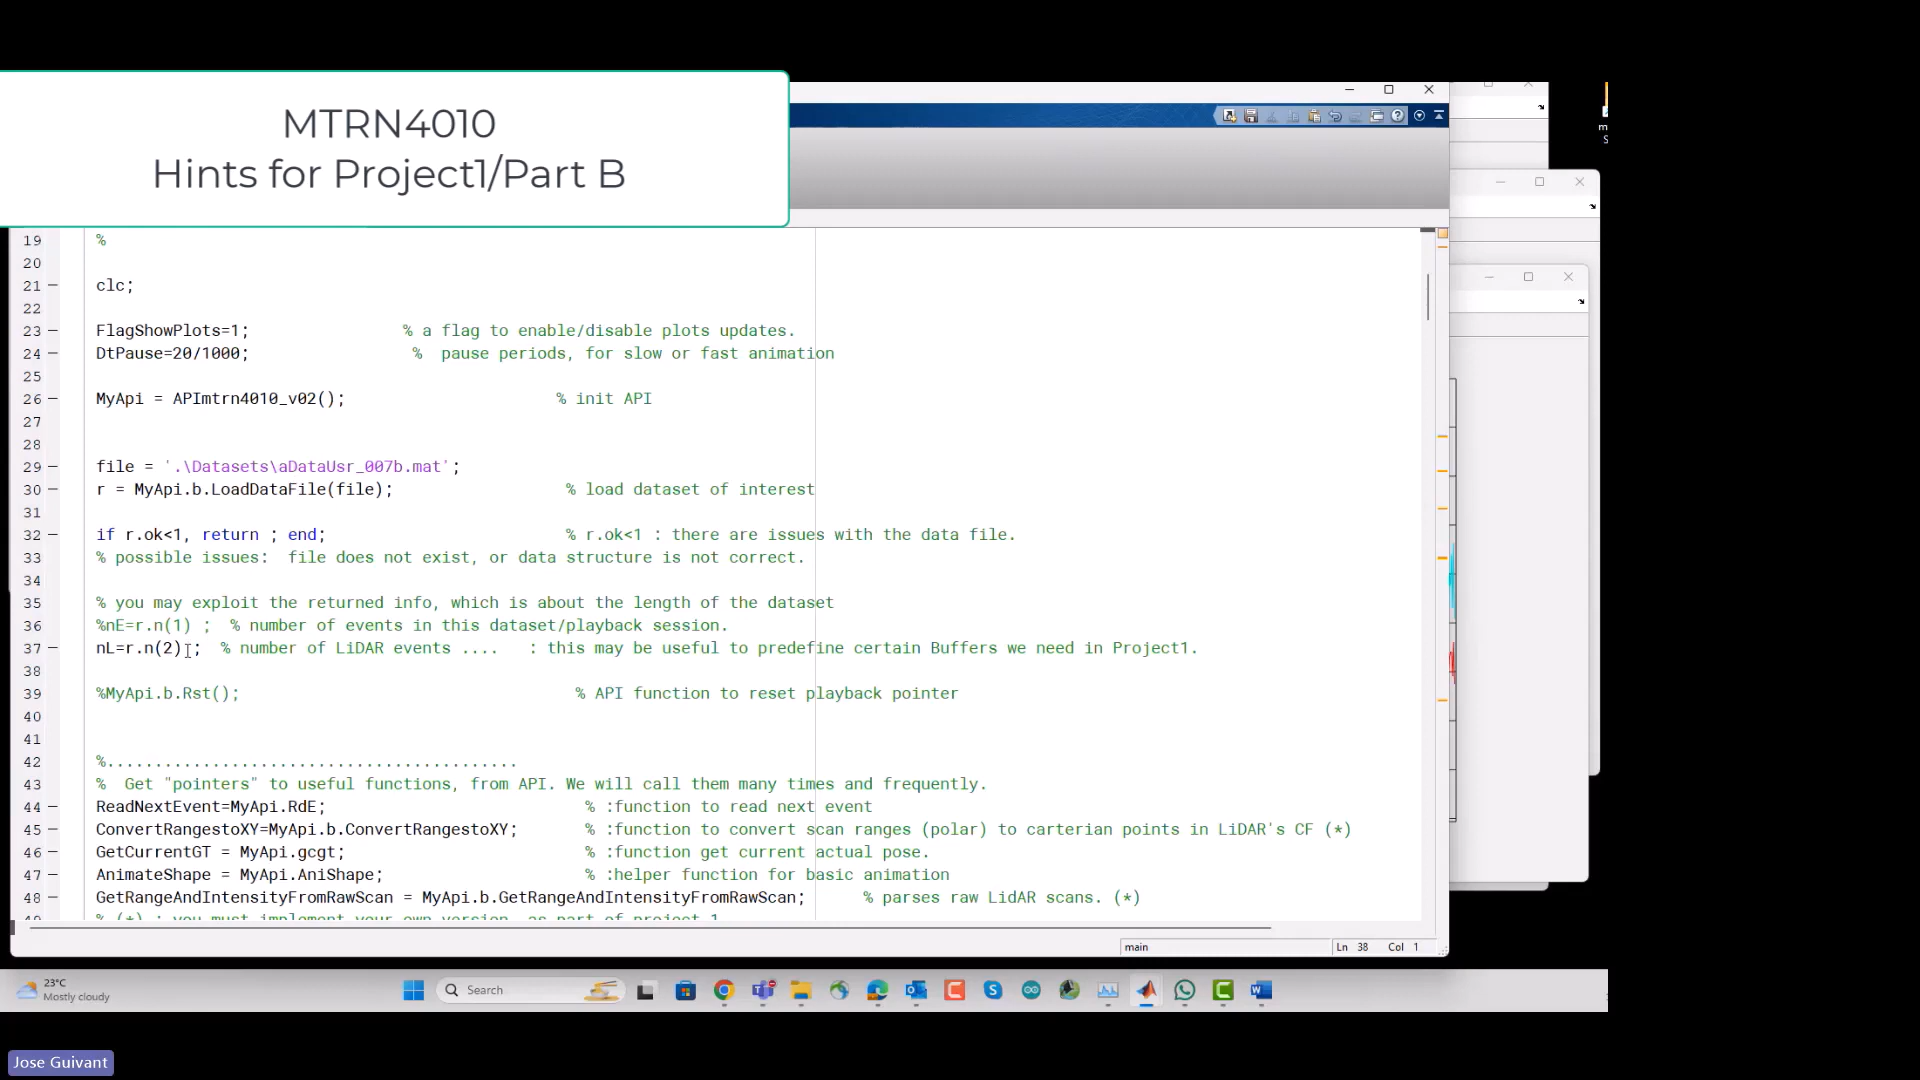 MTRN4010
Hints for Project1/Part B
19 %
20
21 clc;
22
23 FlagShowPlots=1; % a flag to enable/disable plots updates.
24 DtPause=20/1000; % pause periods, for slow or fast animation
25
26 MyApi = APImtrn4010_v02(); % init API
27
28
29 file = '.\Datasets\aDataUsr_007b.mat';
30 r = MyApi.b.LoadDataFile(file); % load dataset of interest
31
32 if r.ok<1, return ; end; % r.ok<1 : there are issues with the data file.
33 % possible issues: file does not exist, or data structure is not correct.
34
35 % you may exploit the returned info, which is about the length of the dataset
36 %nE=r.n(1) ; % number of events in this dataset/playback session.
37 nL=r.n(2) ; % number of LiDAR events .... : this may be useful to predefine certain Buffers we need in Project1.
38
39 %MyApi.b.Rst(); % API function to reset playback pointer
40
41
42 %...........................................
43 % Get "pointers" to useful functions, from API. We will call them many times and frequently.
44 ReadNextEvent=MyApi.RdE; % :function to read next event
45 ConvertRangestoXY=MyApi.b.ConvertRangestoXY; % :function to convert scan ranges (polar) to carterian points in LiDAR's CF (*)
46 GetCurrentGT = MyApi.gcgt; % :function get current actual pose.
47 AnimateShape = MyApi.AniShape; % :helper function for basic animation
48 GetRangeAndIntensityFromRawScan = MyApi.b.GetRangeAndIntensityFromRawScan; % parses raw LidAR scans. (*)
% (*) : you must implement your own version, as part of project 1
main
Ln 38 Col 1
23°C
Mostly cloudy
Search
Jose Guivant